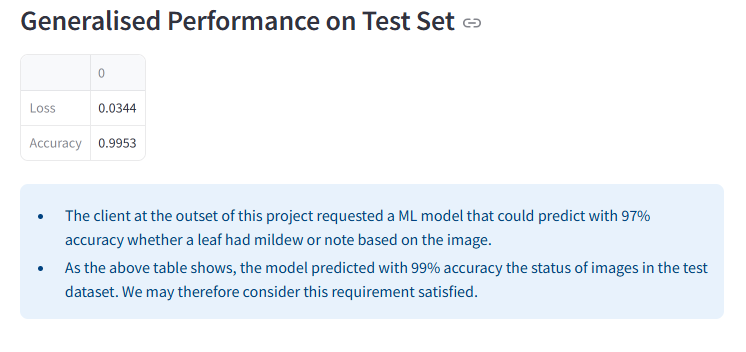 Generalised Performance on Test Set
0
Loss 0.0344
Accuracy 0.9953
• The client at the outset of this project requested a ML model that could predict with 97%
accuracy whether a leaf had mildew or note based on the image.
• As the above table shows, the model predicted with 99% accuracy the status of images in the test
dataset. We may therefore consider this requirement satisfied.